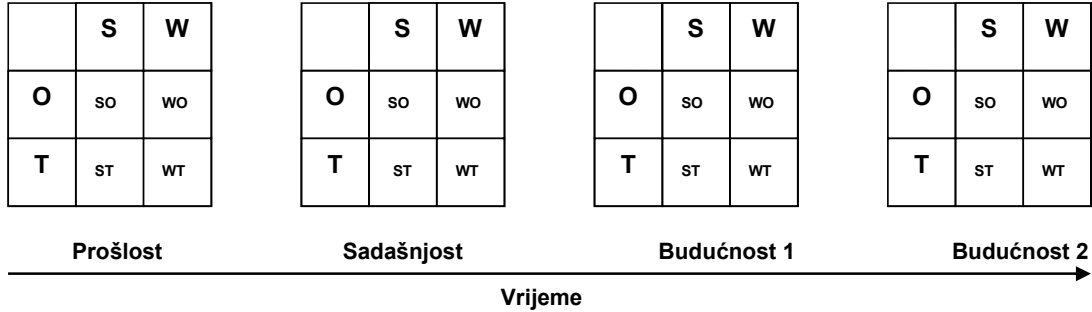 S W S W S W S W
O SO WO O SO WO O SO WO O SO WO
T ST WT T ST WT T ST WT T ST WT
Prošlost Sadašnjost Budućnost 1 Budućnost 2
Vrijeme